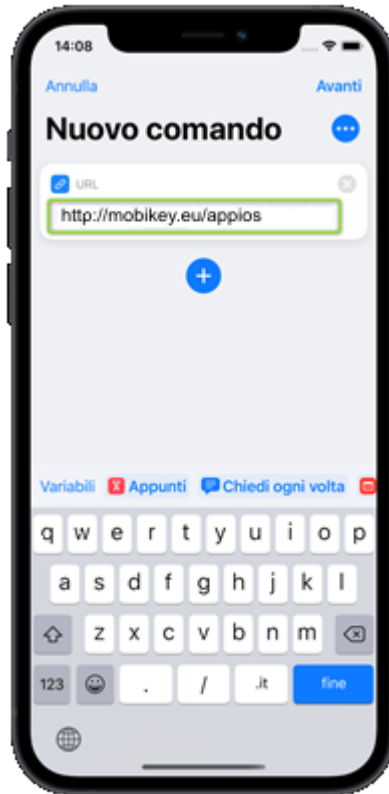 14:08
Annulla Avanti
Nuovo comando
URL
http://mobikey.eu/appios
Variabili Appunti Chiedi ogni volta
q w e r t y u i o p
a s d f g h j k l
z x c v b n m
123 . / .it fine